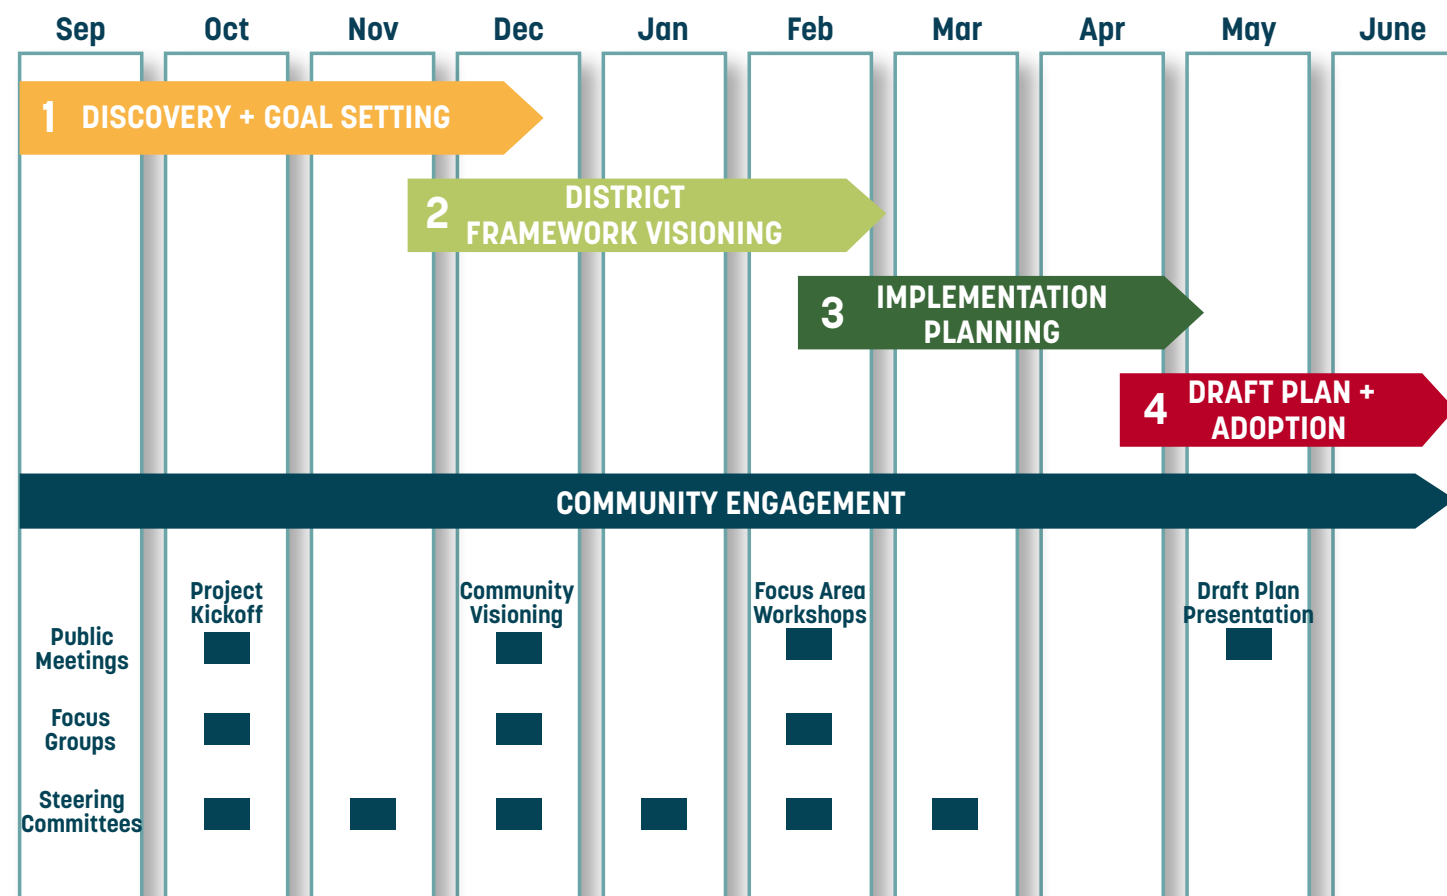 Sep Oct Nov Dec Jan Feb Mar Apr May June
1 DISCOVERY + GOAL SETTING
2 DISTRICT
FRAMEWORK VISIONING
3 IMPLEMENTATION
PLANNING
4 DRAFT PLAN +
ADOPTION
COMMUNITY ENGAGEMENT
Project
Kickoff
Community
Visioning
Focus Area
Workshops
Draft Plan
Presentation
Public
Meetings
Focus
Groups
Steering
Committees